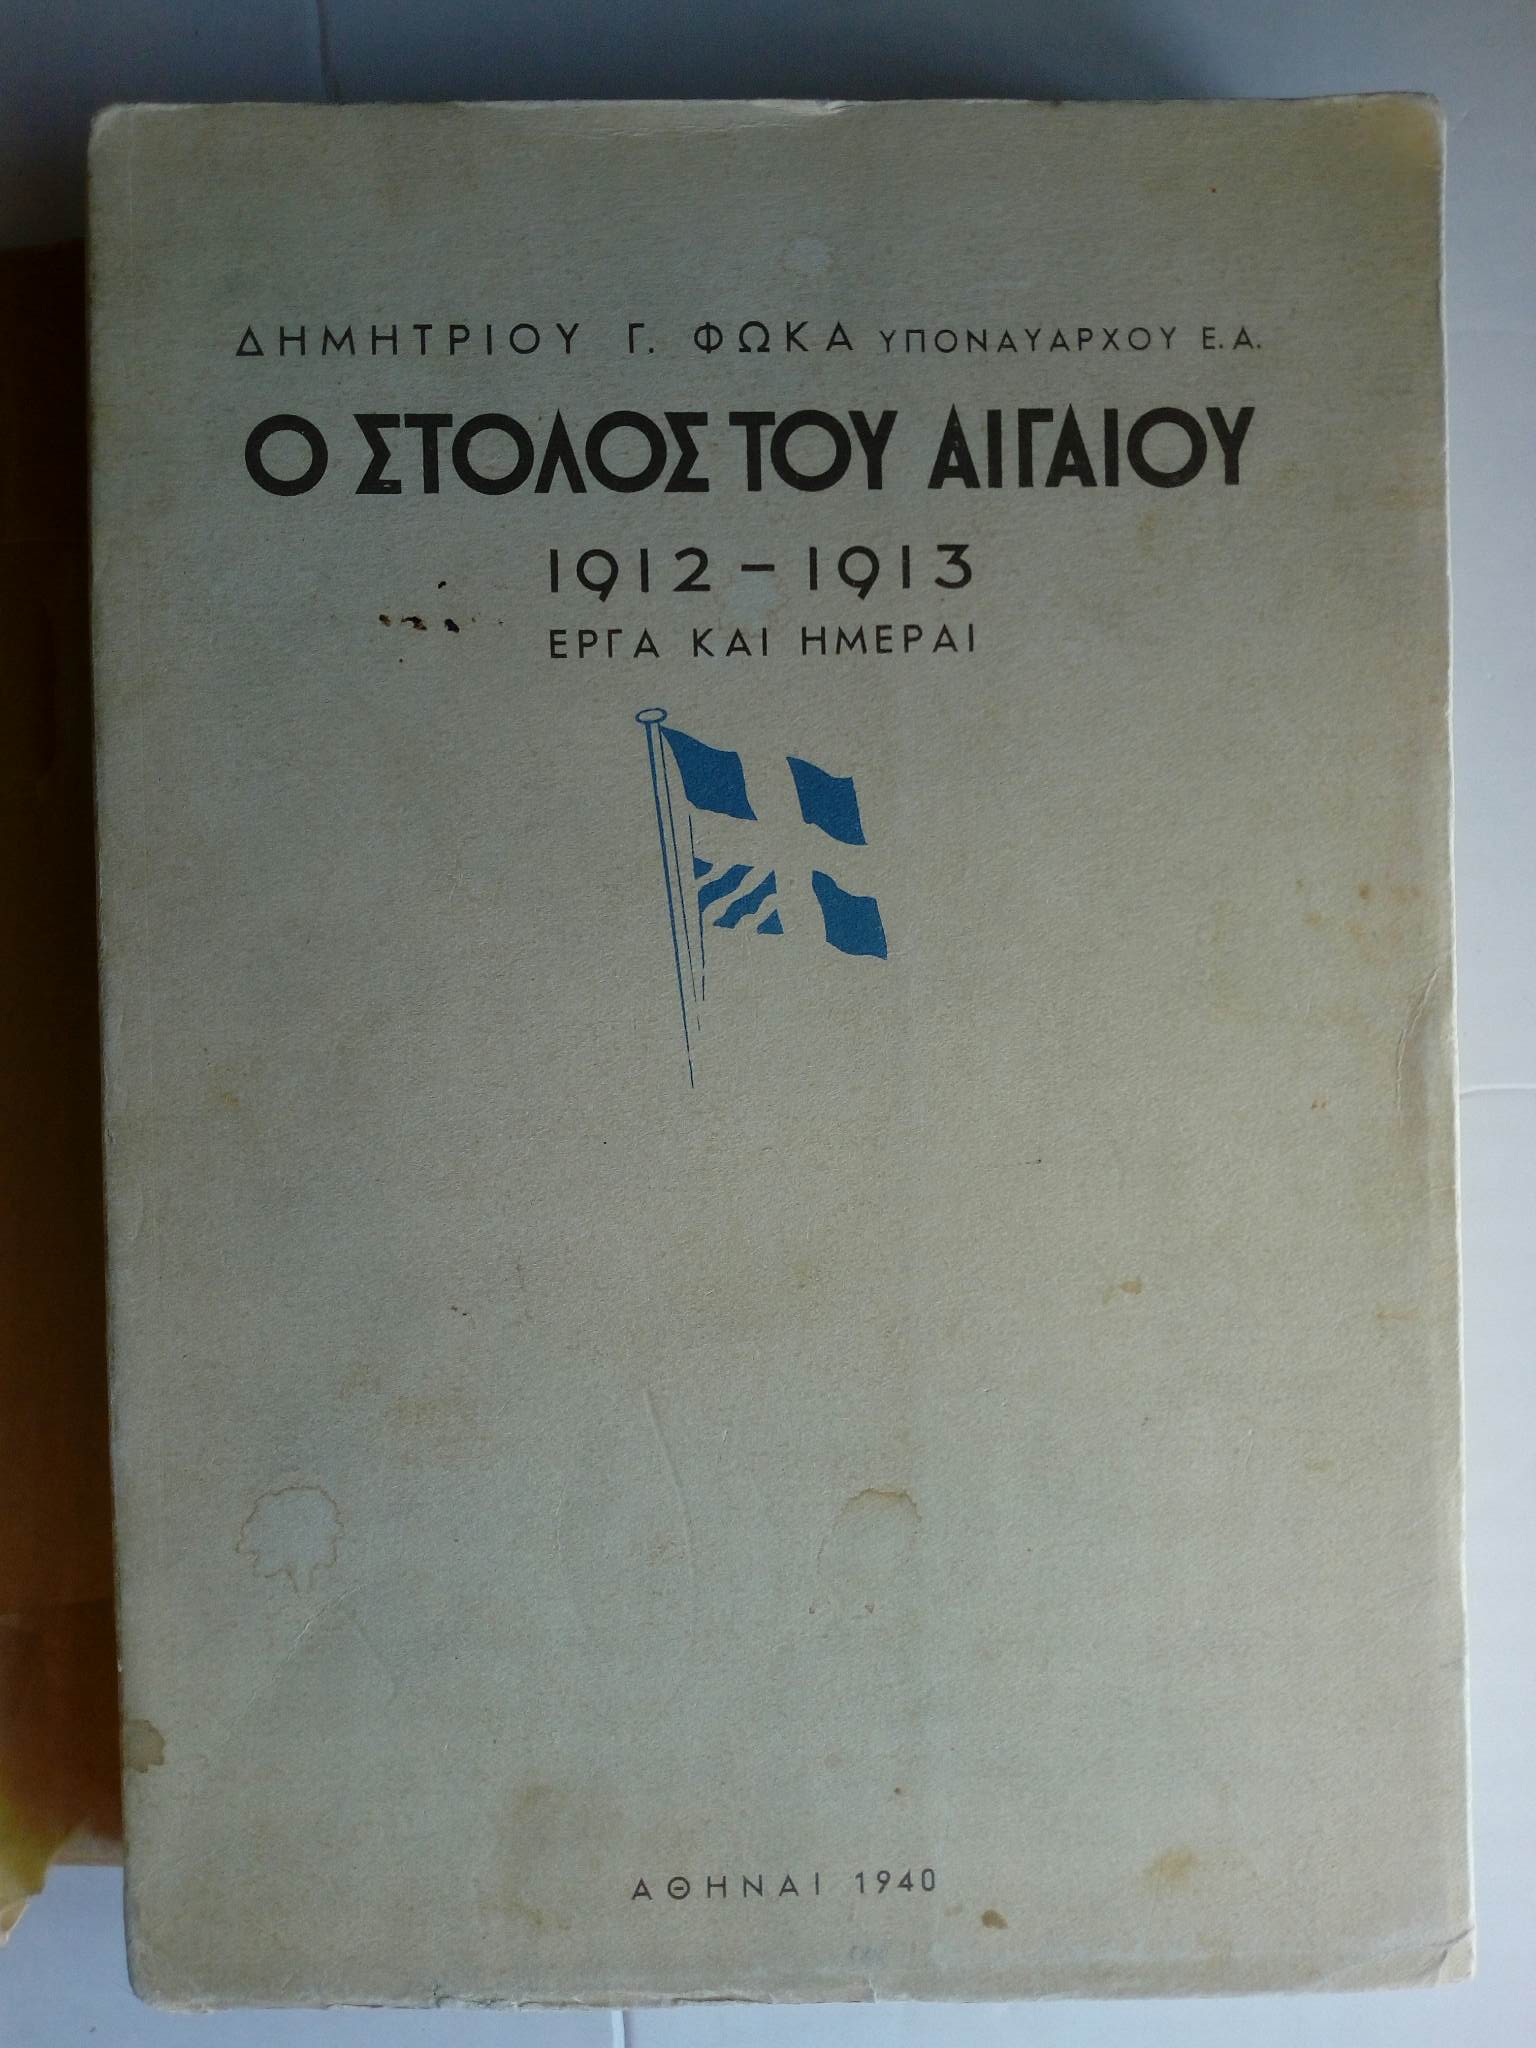 ΔΗΜΗΤΡΙΟΥ Γ. ΦΩΚΑ ΥΠΟΝΑΥΑΡΧΟΥ Ε.Α.
Ο ΣΤΟΛΟΣ ΤΟΥ ΑΙΓΑΙΟΥ
1912 - 1913
ΕΡΓΑ ΚΑΙ ΗΜΕΡΑΙ
ΑΘΗΝΑΙ 1940